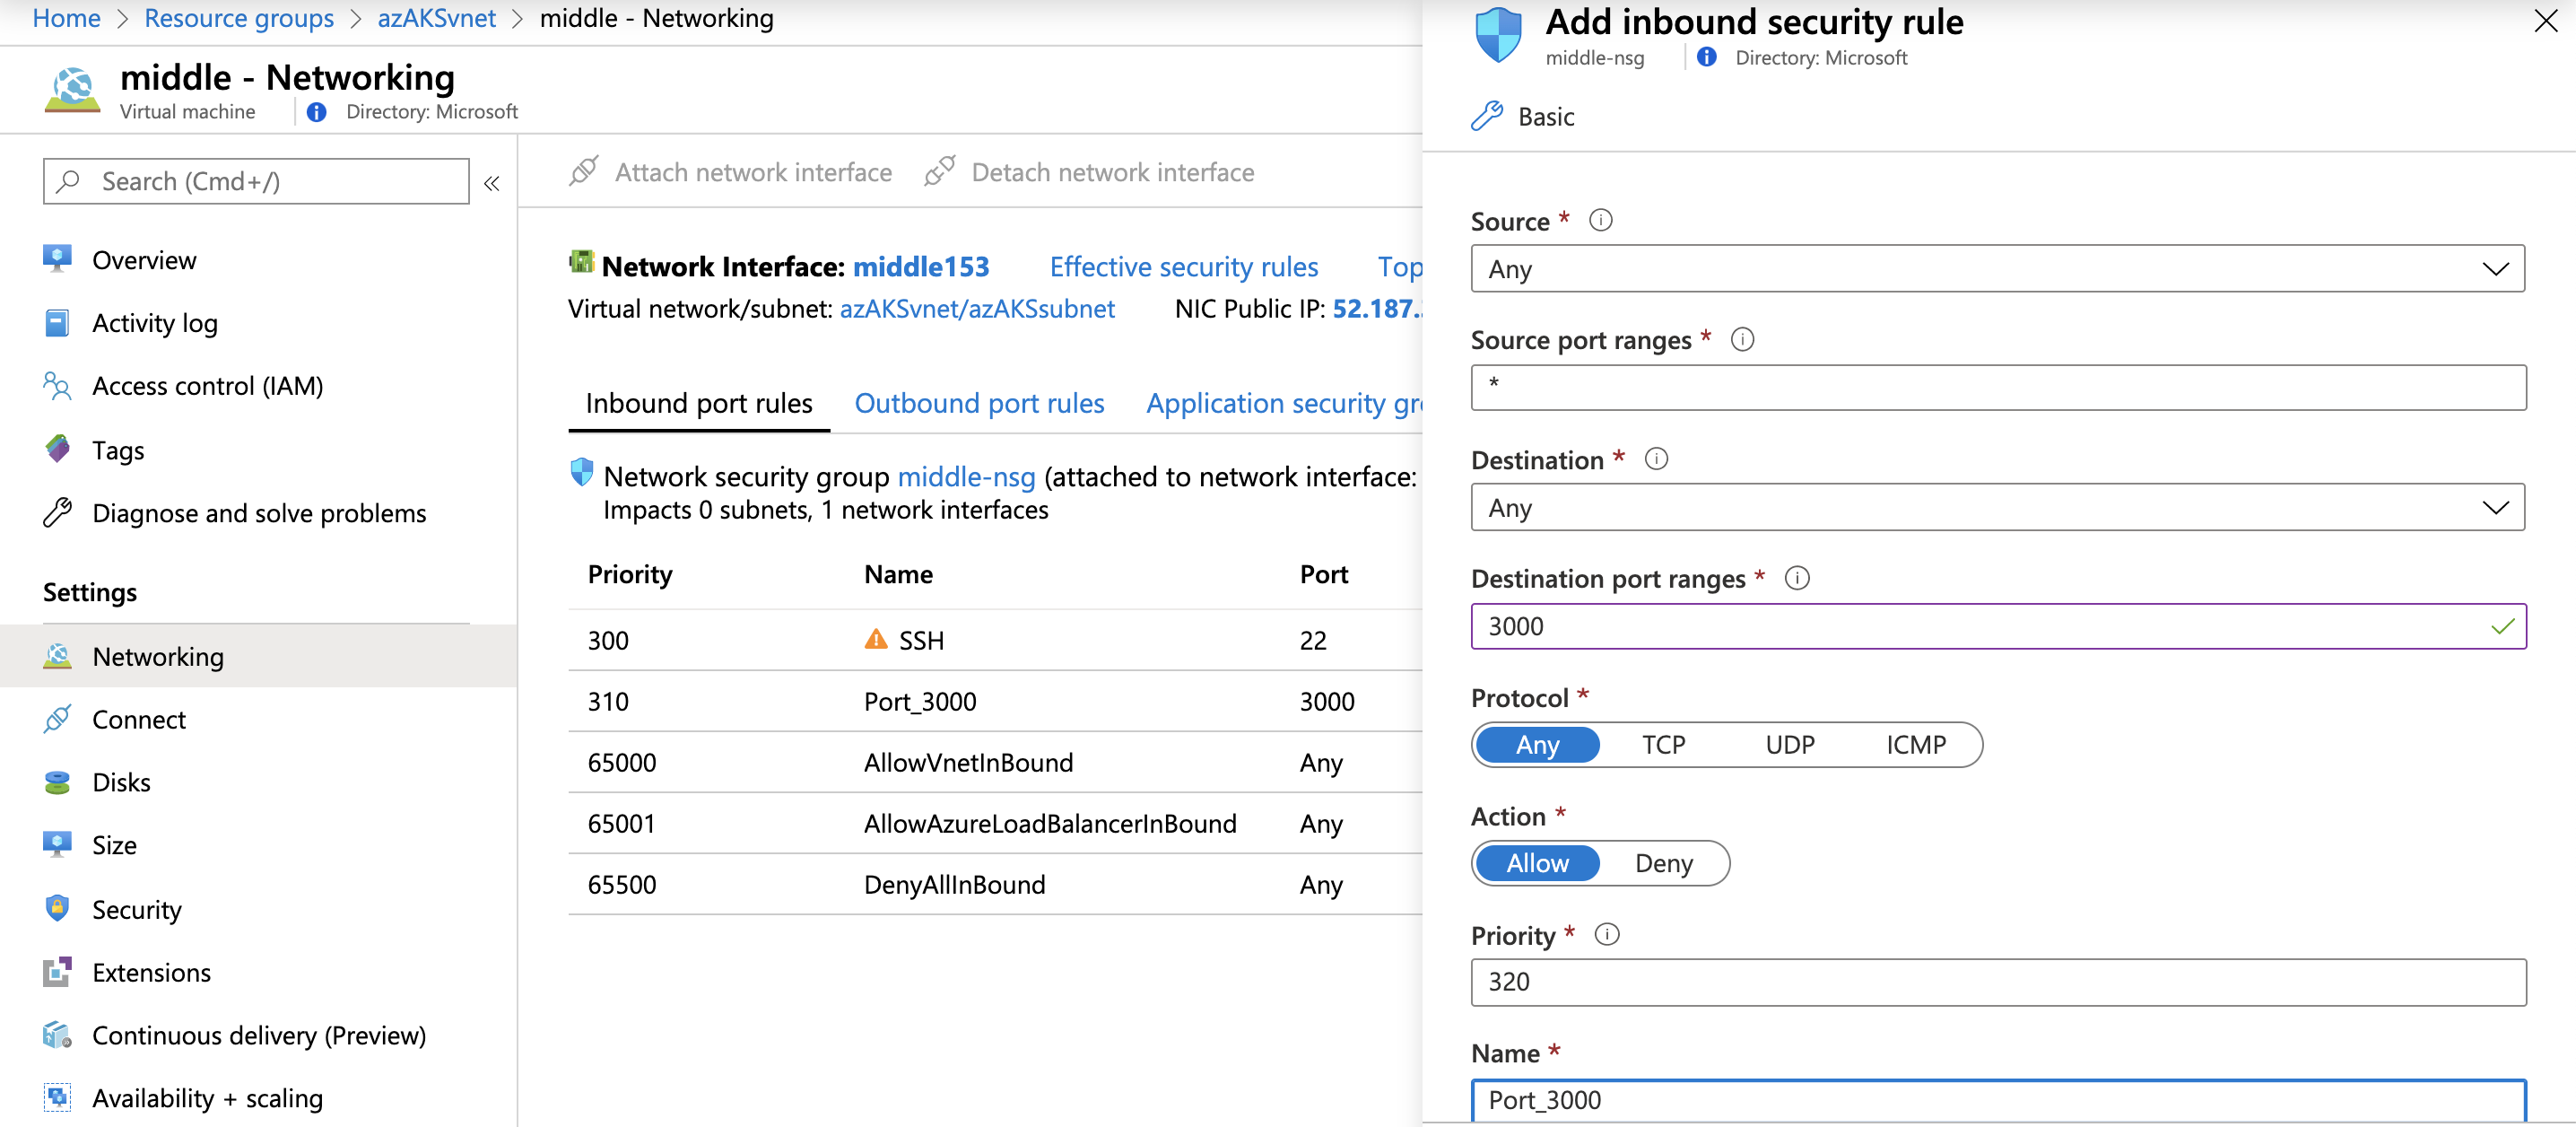 Home > Resource groups > azAKSvnet > middle - Networking
middle - Networking
Virtual machine
Directory: Microsoft
Search (Cmd+/)
«
Overview
Activity log
Access control (IAM)
Tags
Diagnose and solve problems
Settings
Networking
Connect
Disks
Size
Security
Extensions
Continuous delivery (Preview)
Availability + scaling
Attach network interface
Detach network interface
Network Interface: middle153 Effective security rules Top
Virtual network/subnet: azAKSvnet/azAKSsubnet NIC Public IP: 52.187.
Inbound port rules Outbound port rules Application security gr
Network security group middle-nsg (attached to network interface:
Impacts 0 subnets, 1 network interfaces
Priority Name Port
300 SSH 22
310 Port_3000 3000
65000 AllowVnetInBound Any
65001 AllowAzureLoadBalancerInBound Any
65500 DenyAllInBound Any
Add inbound security rule
middle-nsg
Directory: Microsoft
Basic
Source *
Any
Source port ranges *
*
Destination *
Any
Destination port ranges *
3000
Protocol *
Any TCP UDP ICMP
Action *
Allow Deny
Priority *
320
Name *
Port_3000